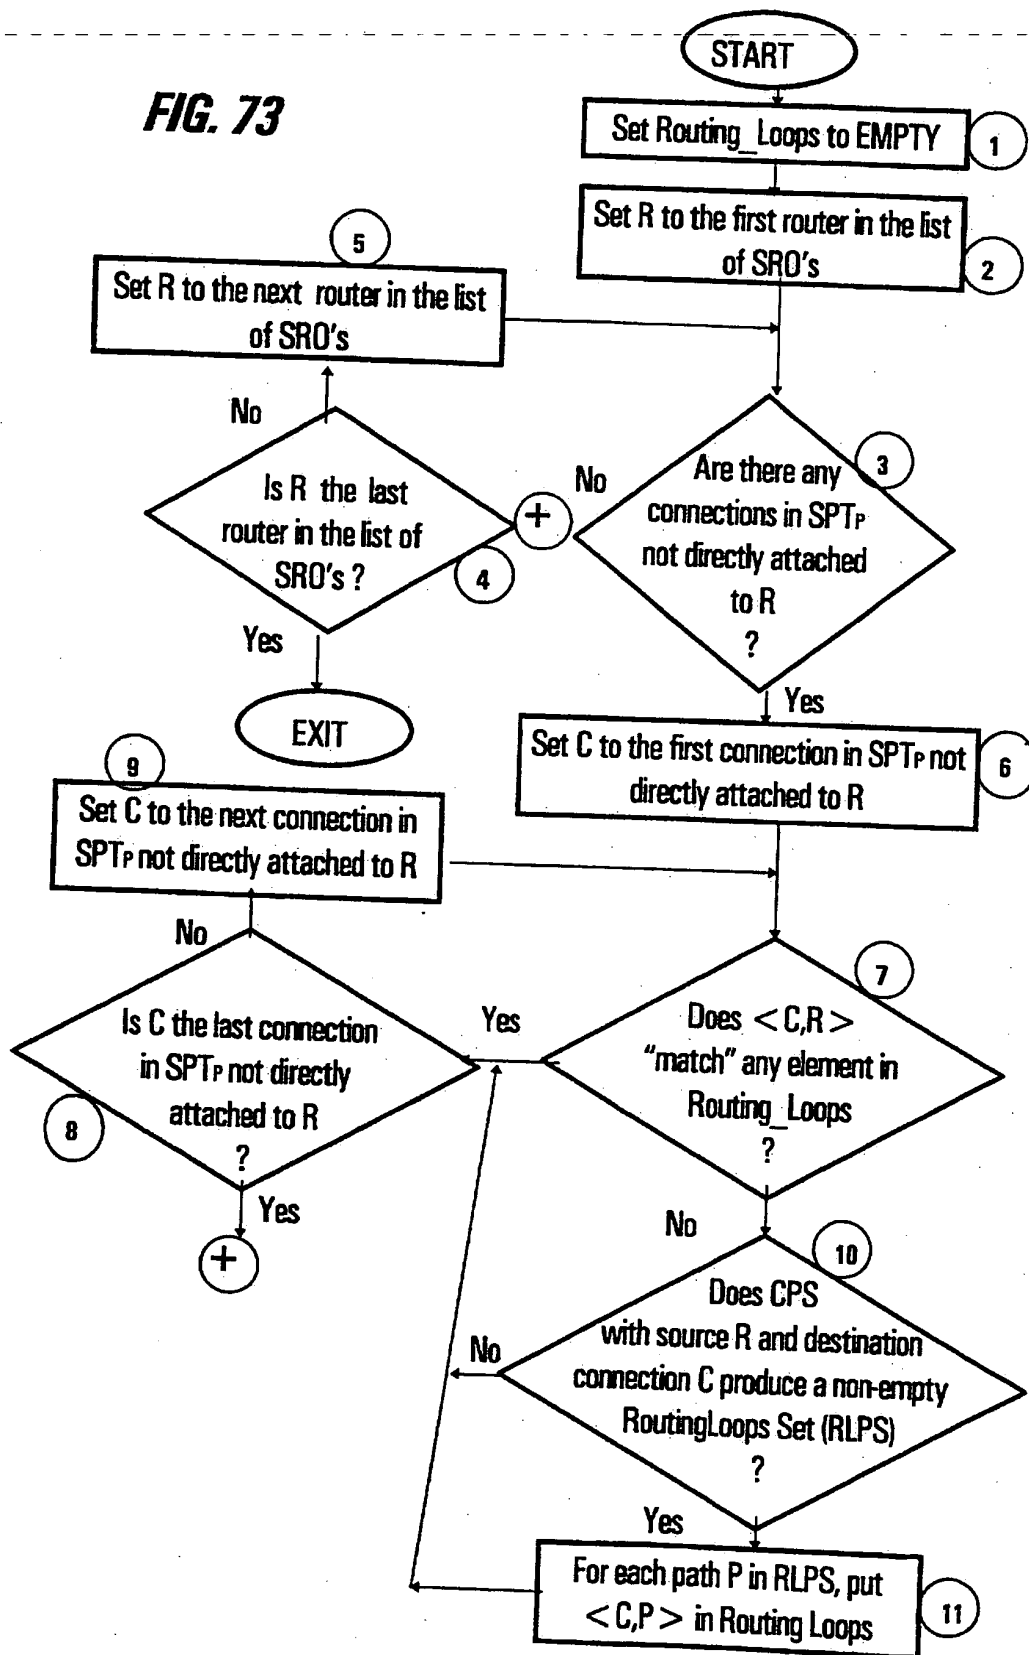 FIG. 73
START
Set Routing_Loops to EMPTY
1
Set R to the first router in the list
of SRO's
2
5
Set R to the next router in the list
of SRO's
No
Is R the last
router in the list of
SRO's ?
4
+
No
Are there any
connections in SPTP
not directly attached
to R
?
3
Yes
EXIT
Yes
Set C to the first connection in SPTP not
directly attached to R
6
9
Set C to the next connection in
SPTP not directly attached to R
No
Is C the last connection
in SPTP not directly
attached to R
?
8
Yes
+
Yes
7
Does <C,R>
"match" any element in
Routing_Loops
?
No
10
Does CPS
with source R and destination
connection C produce a non-empty
RoutingLoops Set (RLPS)
?
No
Yes
For each path P in RLPS, put
<C,P> in Routing Loops
11